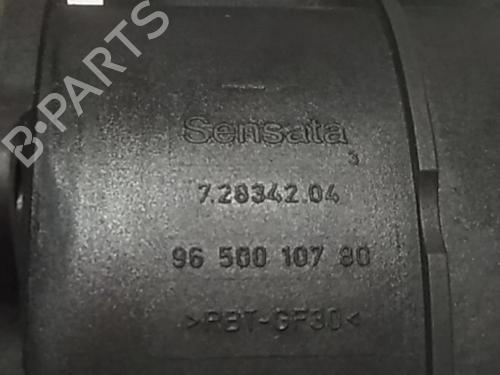 Sensata
3
7.28342.04
96 500 107 80
>PBT-GF30<
B-PARTS